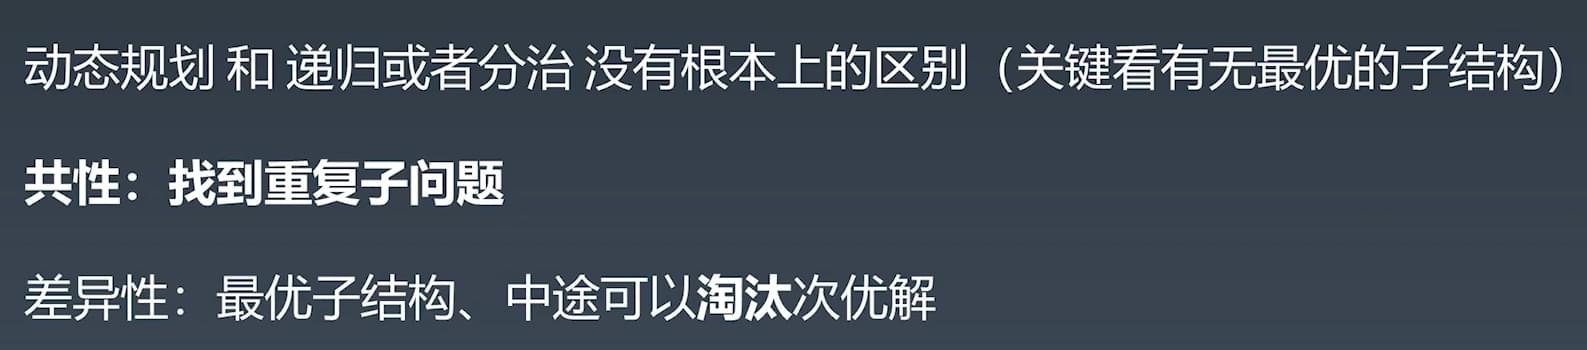 动态规划 和 递归或者分治 没有根本上的区别（关键看有无最优的子结构）
共性：找到重复子问题
差异性：最优子结构、中途可以淘汰次优解